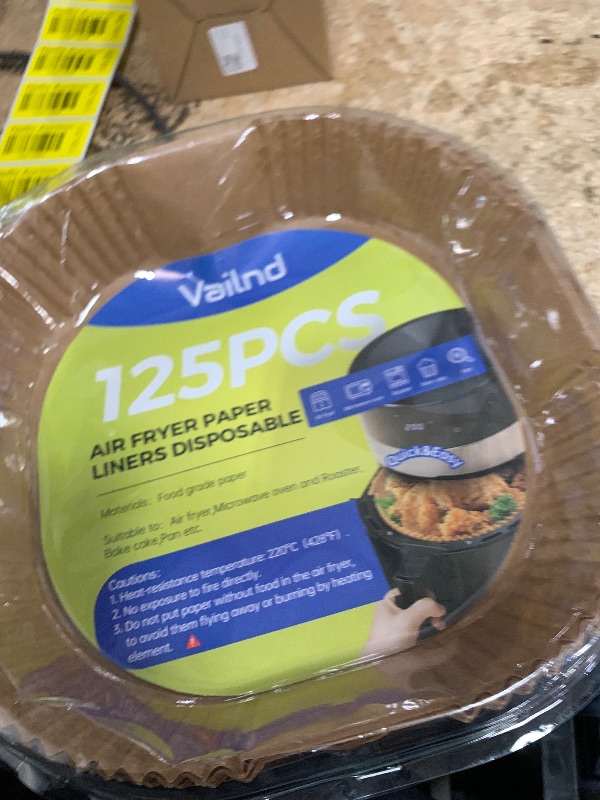 Vailnd
125PCS
AIR FRYER PAPER
LINERS DISPOSABLE
Quick&Easy
Materials: Food grade paper
Suitable to: Air fryer,Microwave oven and Roaster,
Bake cake,Pan etc.
Cautions:
1. Heat-resistance temperature: 220°C (428°F) .
2. No exposure to fire directly.
3. Do not put paper without food in the air fryer,
to avoid them flying away or burning by heating
element.